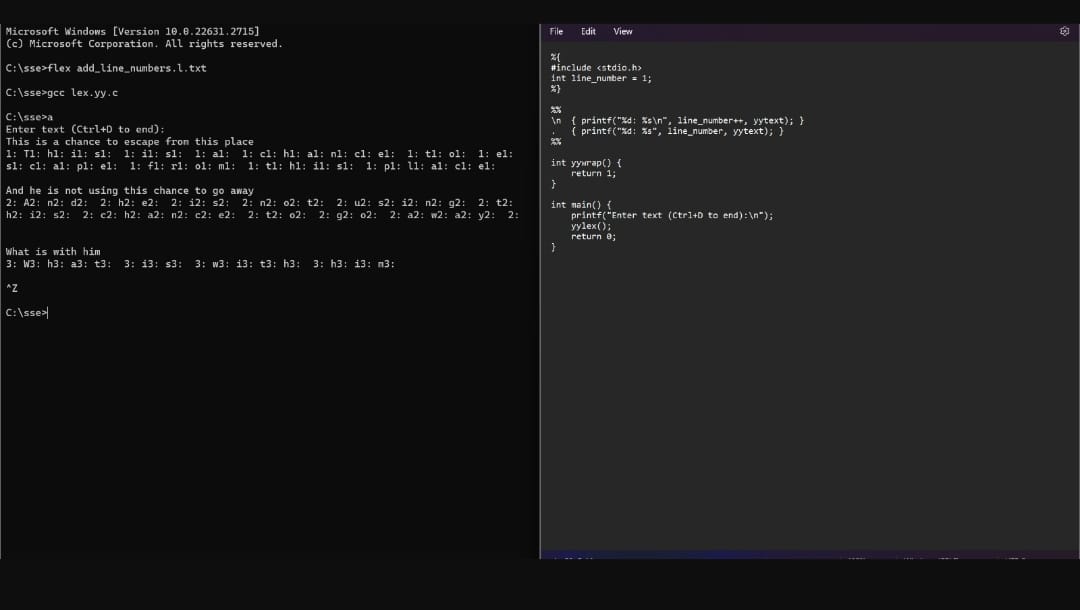 Microsoft Windows [Version 10.0.22631.2715]
(c) Microsoft Corporation. All rights reserved.
C:\sse>flex add_line_numbers.l.txt
C:\sse>gcc lex.yy.c
C:\sse>a
Enter text (Ctrl+D to end):
This is a chance to escape from this place
1: T1: h1: i1: s1:  1: i1: s1:  1: a1:  1: c1: h1: a1: n1: c1: e1:  1: t1: o1:  1: e1:
s1: c1: a1: p1: e1:  1: f1: r1: o1: m1:  1: t1: h1: i1: s1:  1: p1: l1: a1: c1: e1:
And he is not using this chance to go away
2: A2: n2: d2:  2: h2: e2:  2: i2: s2:  2: n2: o2: t2:  2: u2: s2: i2: n2: g2:  2: t2:
h2: i2: s2:  2: c2: h2: a2: n2: c2: e2:  2: t2: o2:  2: g2: o2:  2: a2: w2: a2: y2:  2:
What is with him
3: W3: h3: a3: t3:  3: i3: s3:  3: w3: i3: t3: h3:  3: h3: i3: m3:
^Z
C:\sse>
File Edit View
%{
#include <stdio.h>
int line_number = 1;
%}
%%
\n  { printf("%d: %s\n", line_number++, yytext); }
.   { printf("%d: %s", line_number, yytext); }
%%
int yywrap() {
    return 1;
}
int main() {
    printf("Enter text (Ctrl+D to end):\n");
    yylex();
    return 0;
}